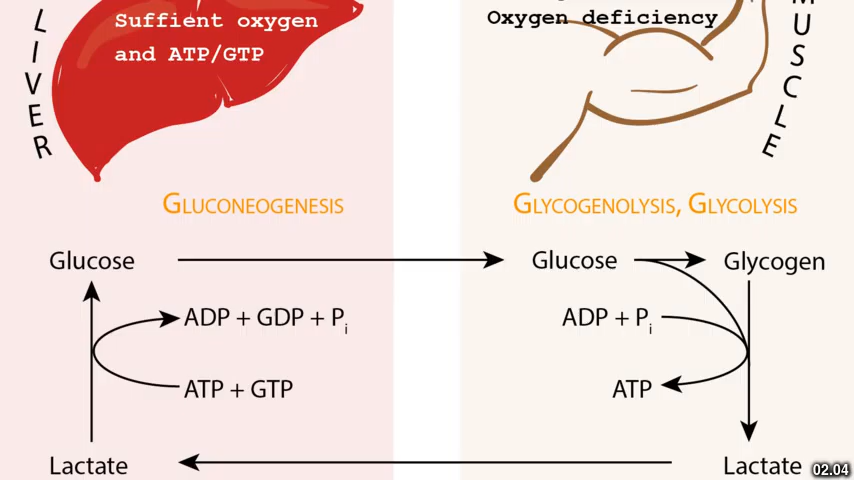 LIVER
Suffient oxygen
and ATP/GTP
Oxygen deficiency
MUSCLE
GLUCONEOGENESIS
GLYCOGENOLYSIS, GLYCOLYSIS
Glucose
Glucose
Glycogen
ADP + GDP + Pi
ADP + Pi
ATP + GTP
ATP
Lactate
Lactate
02.04